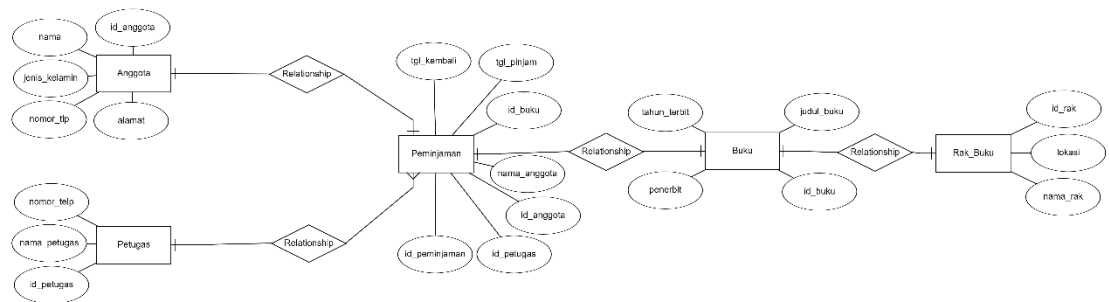 id_anggota
nama
Anggota
jenis_kelamin
nomor_tlp
alamat
Relationship
tgl_kembali
tgl_pinjam
id_buku
Peminjaman
nama_anggota
id_anggota
id_peminjaman
id_petugas
nomor_telp
nama_petugas
Petugas
id_petugas
Relationship
Relationship
tahun_terbit
judul_buku
Buku
penerbit
id_buku
Relationship
id_rak
Rak_Buku
lokasi
nama_rak